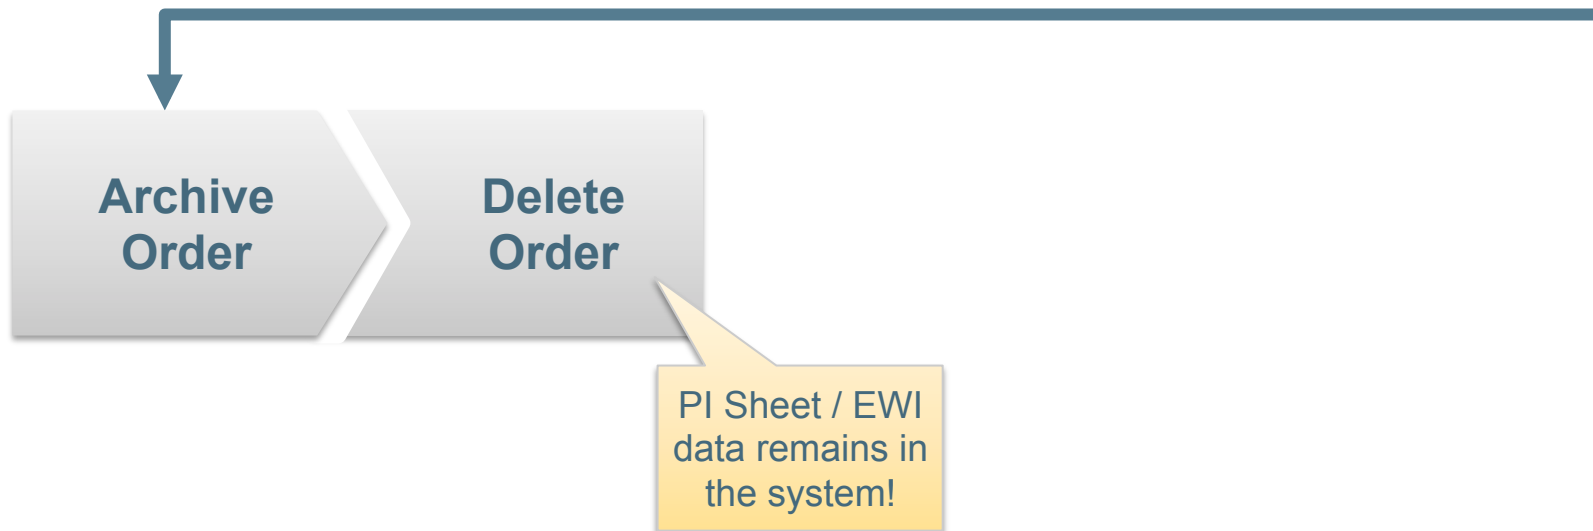 Archive
Order
Delete
Order
PI Sheet / EWI
data remains in
the system!